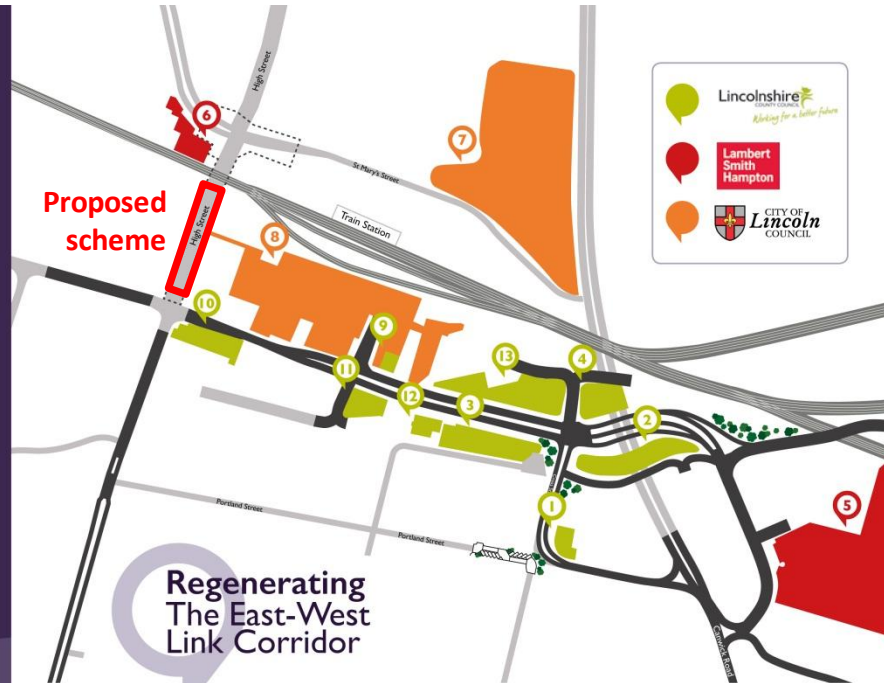 High Street
Lincolnshire
COUNTY COUNCIL
Working for a better future
6
7
St Mary's Street
Lambert
Smith
Hampton
Proposed
scheme
High Street
Train Station
CITY OF
Lincoln
COUNCIL
8
10
9
13
4
11
12
3
2
1
5
Portland Street
Portland Street
Regenerating
The East-West
Link Corridor
Canwick Road